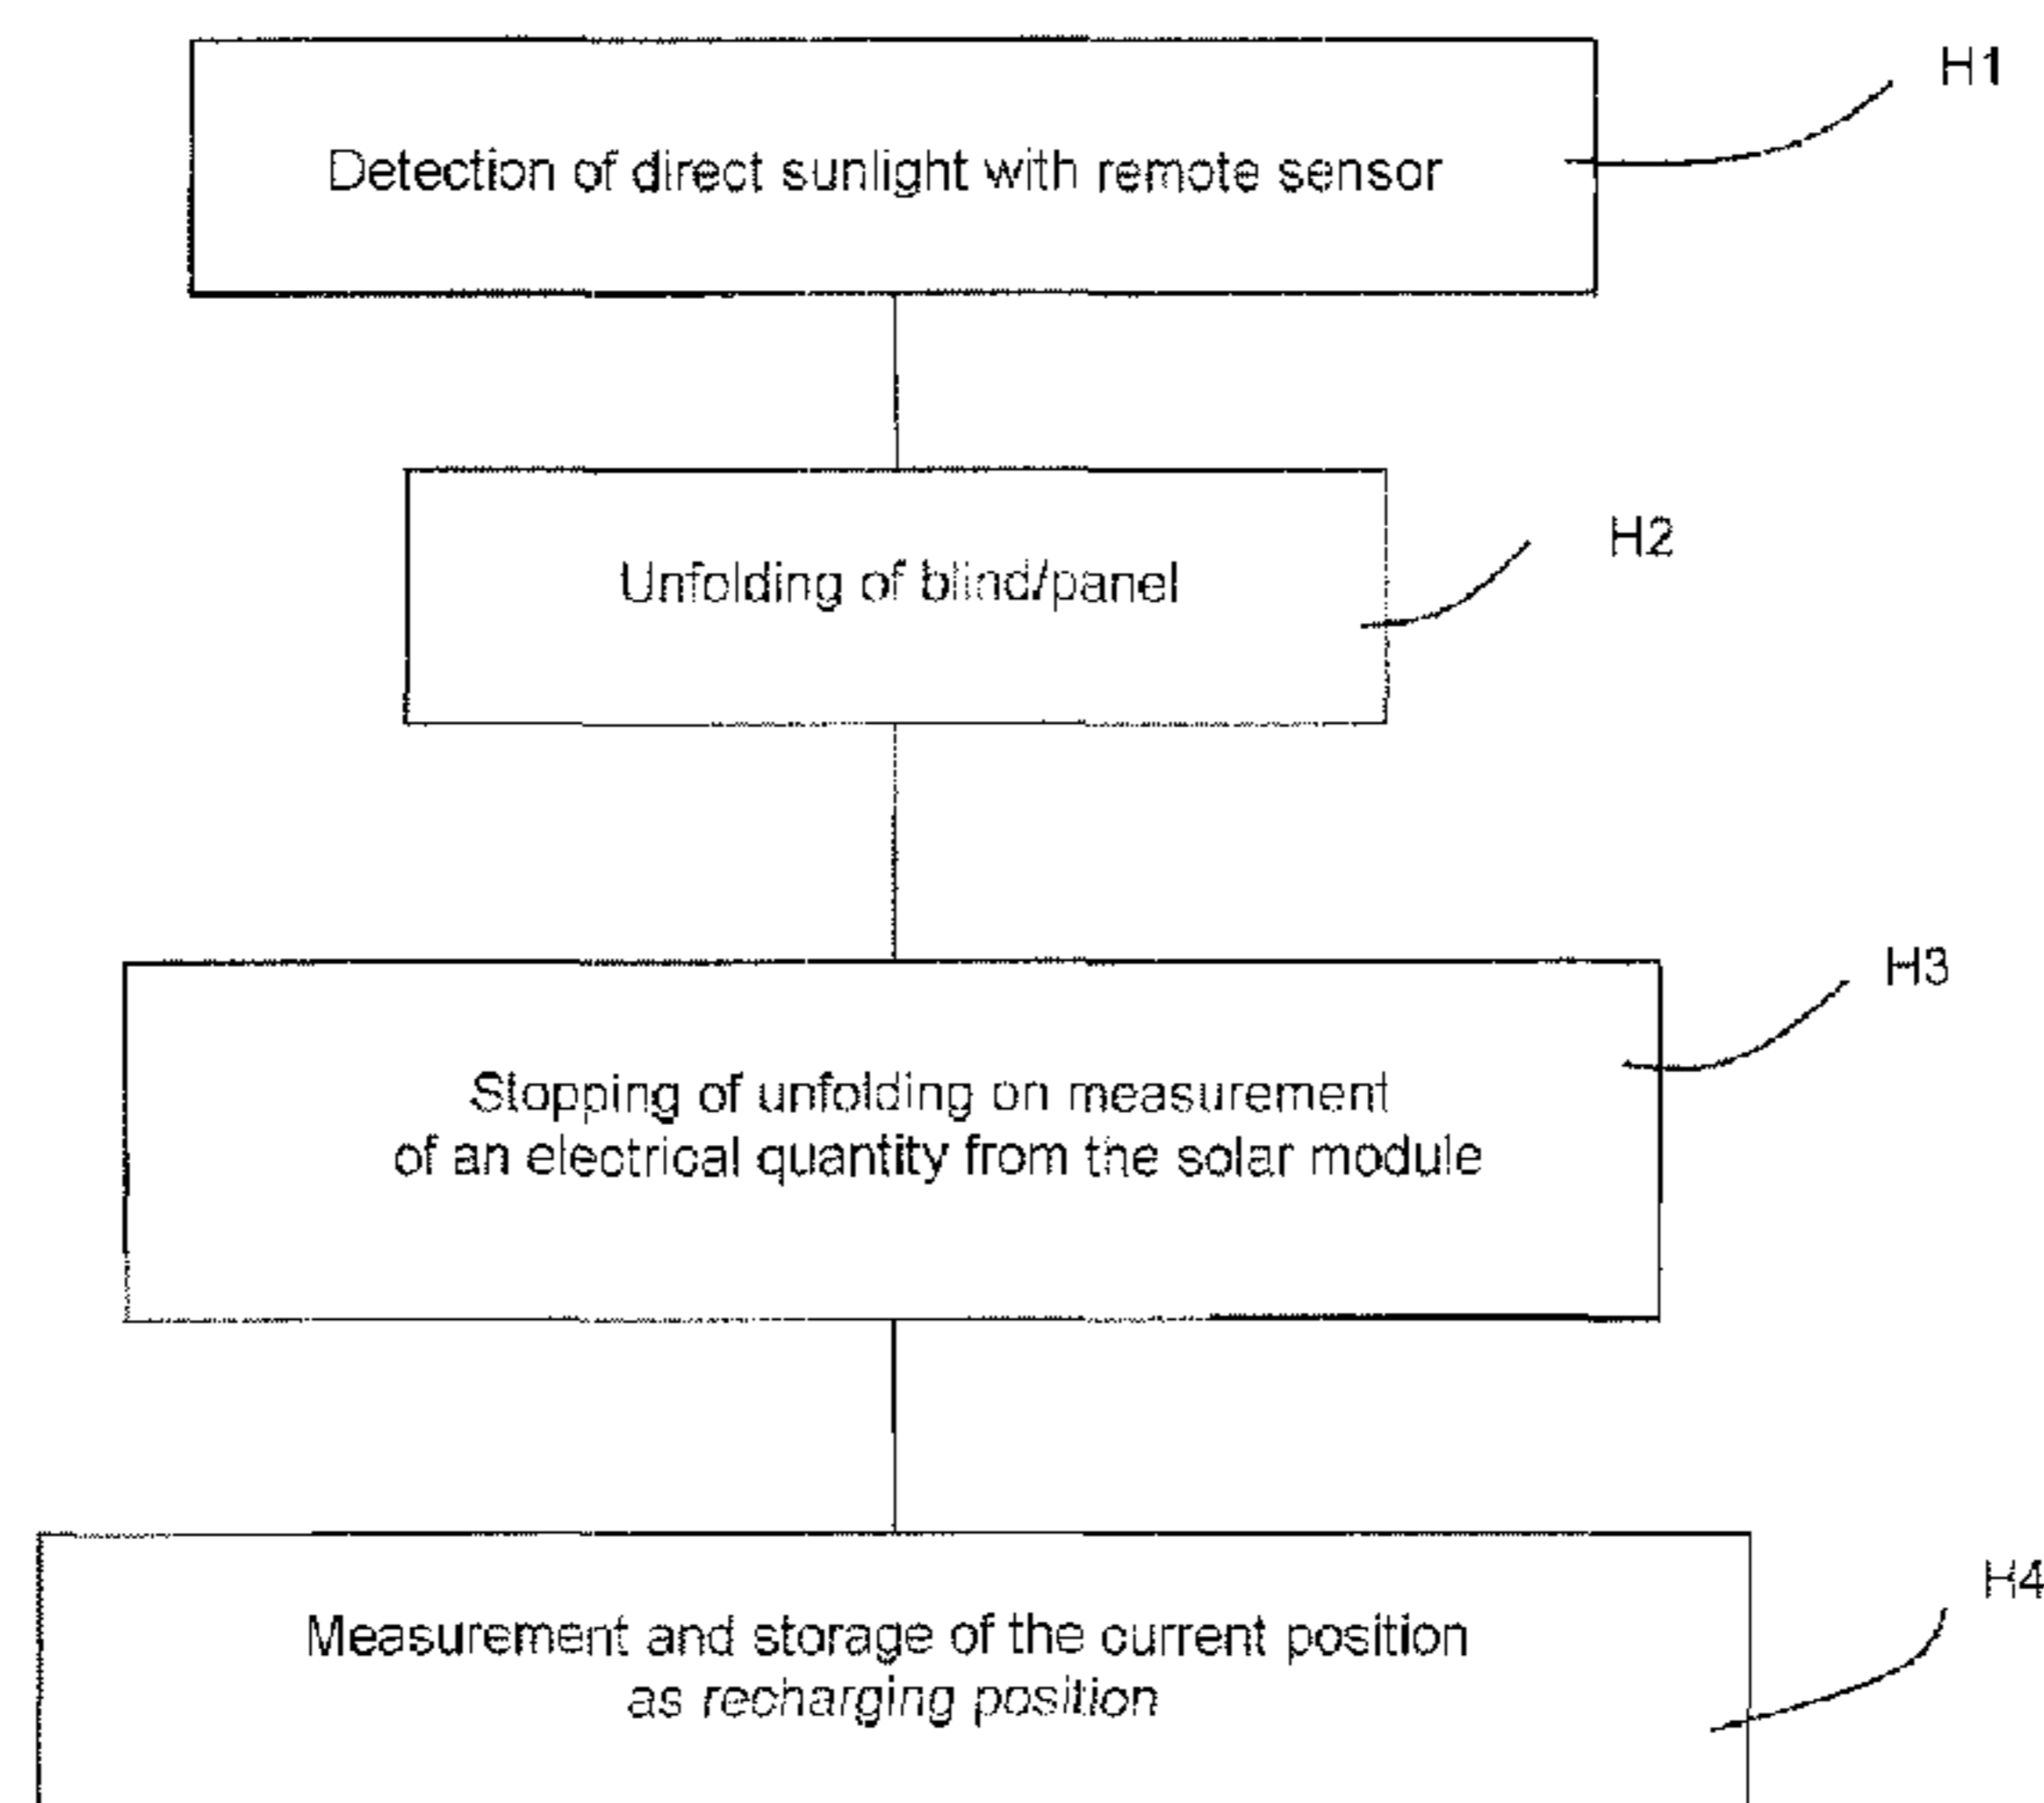 H1
Detection of direct sunlight with remote sensor
H2
Unfolding of blind/panel
H3
Stopping of unfolding on measurement
of an electrical quantity from the solar module
H4
Measurement and storage of the current position
as recharging position